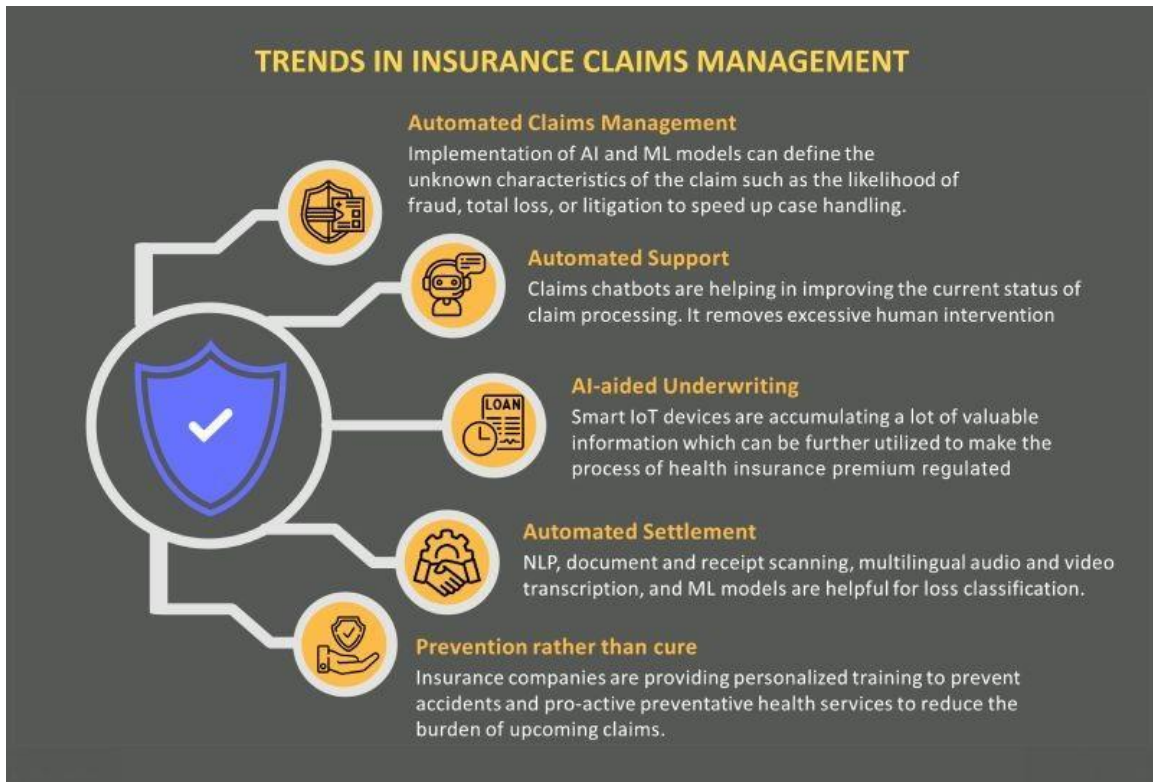 TRENDS IN INSURANCE CLAIMS MANAGEMENT
Automated Claims Management
Implementation of AI and ML models can define the
unknown characteristics of the claim such as the likelihood of
fraud, total loss, or litigation to speed up case handling.
Automated Support
Claims chatbots are helping in improving the current status of
claim processing. It removes excessive human intervention
AI-aided Underwriting
LOAN
Smart IoT devices are accumulating a lot of valuable
information which can be further utilized to make the
process of health insurance premium regulated
Automated Settlement
NLP, document and receipt scanning, multilingual audio and video
transcription, and ML models are helpful for loss classification.
Prevention rather than cure
Insurance companies are providing personalized training to prevent
accidents and pro-active preventative health services to reduce the
burden of upcoming claims.